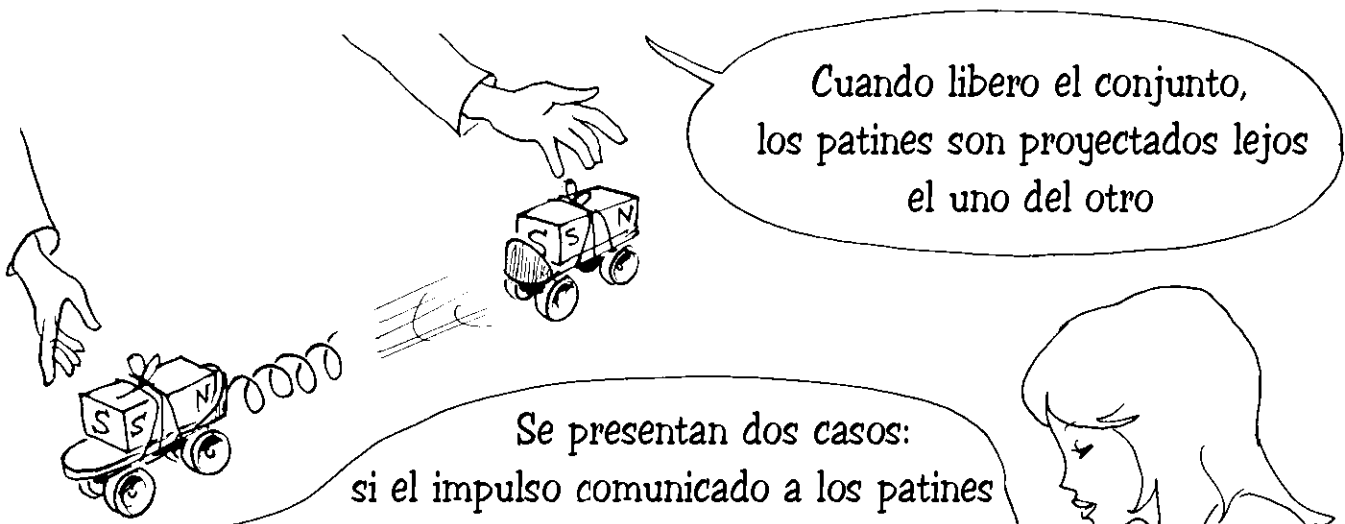 Cuando libero el conjunto,
los patines son proyectados lejos
el uno del otro
S S N
S S N
Se presentan dos casos:
si el impulso comunicado a los patines